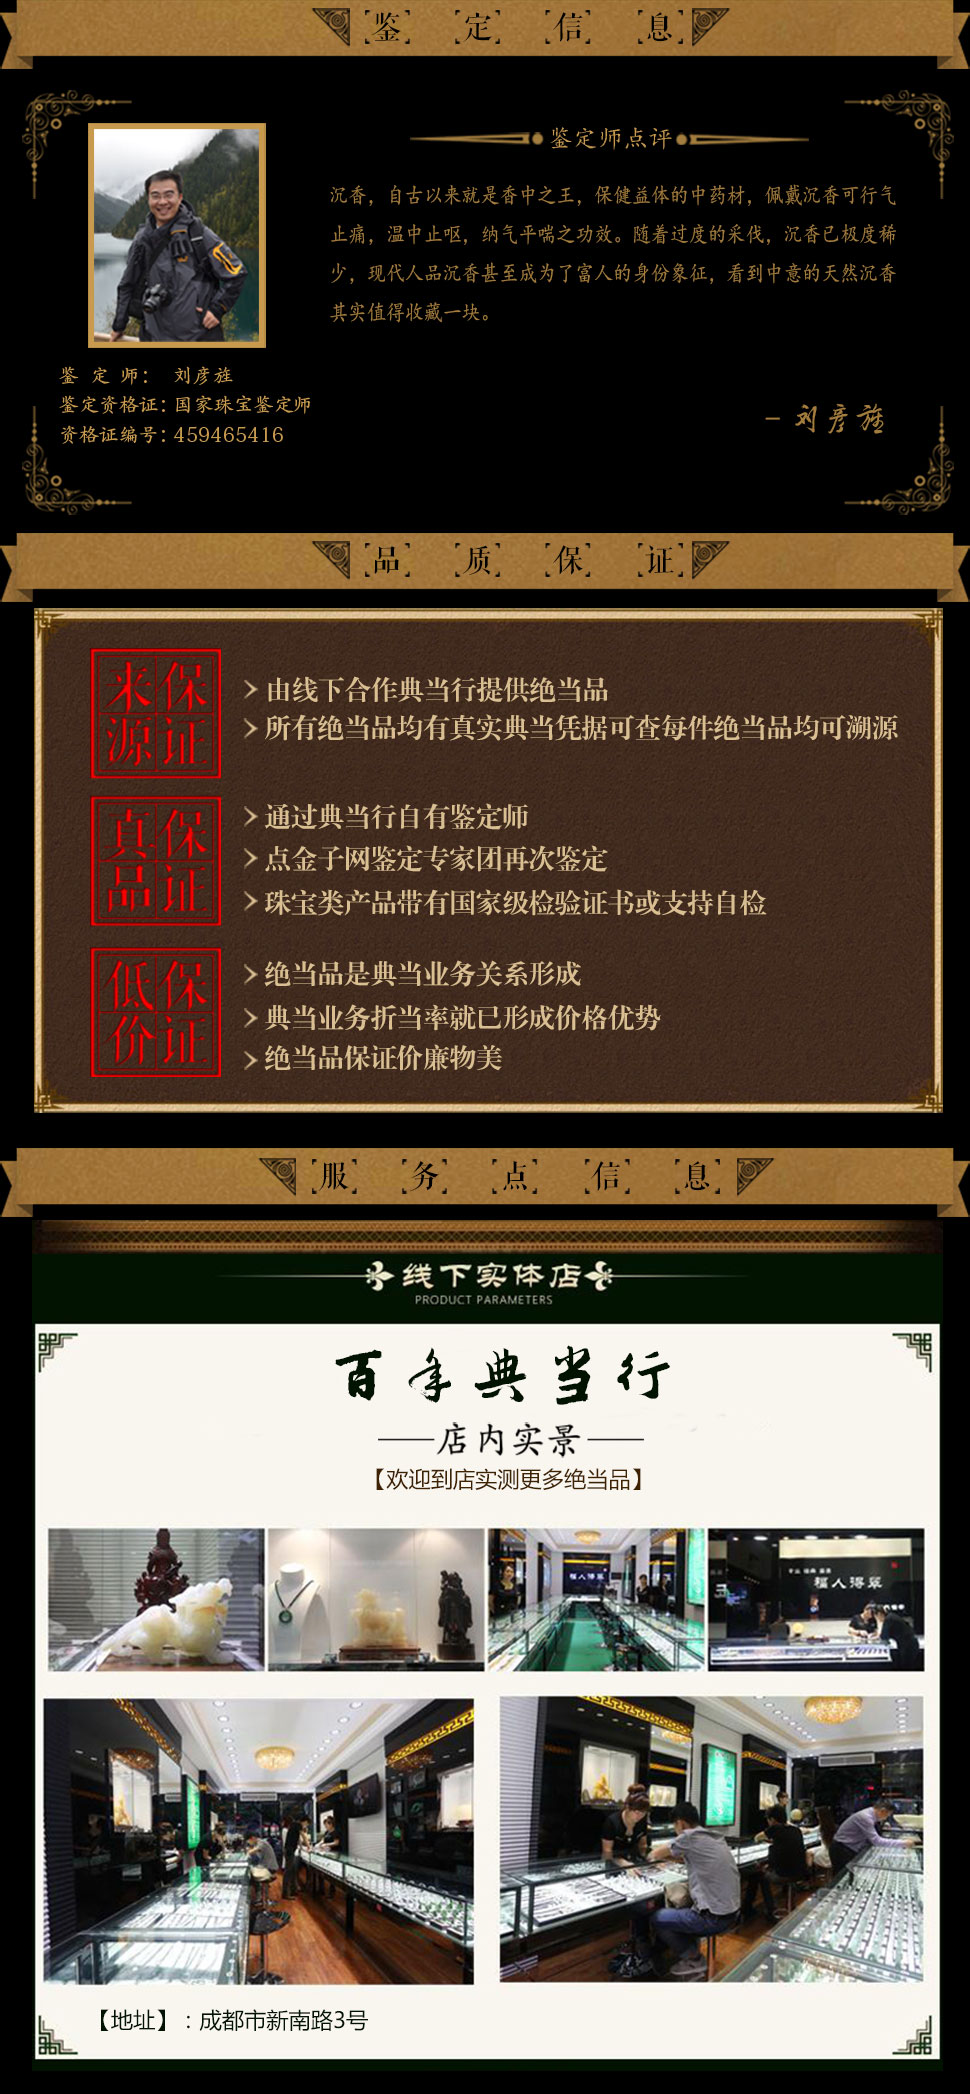 鉴定信息
鉴定师点评
沉香，自古以来就是香中之王，保健益体的中药材，佩戴沉香可行气
止痛，温中止呕，纳气平喘之功效。随着过度的采伐，沉香已极度稀
少，现代人品沉香甚至成为了富人的身份象征，看到中意的天然沉香
其实值得收藏一块。
鉴 定 师： 刘彦旌
鉴定资格证：国家珠宝鉴定师
资格证编号：459465416
- 刘彦旌
品质保证
来源保证
由线下合作典当行提供绝当品
所有绝当品均有真实典当凭据可查每件绝当品均可溯源
真品保证
通过典当行自有鉴定师
点金子网鉴定专家团再次鉴定
珠宝类产品带有国家级检验证书或支持自检
低价保证
绝当品是典当业务关系形成
典当业务折当率就已形成价格优势
绝当品保证价廉物美
服务点信息
线下实体店
PRODUCT PARAMETERS
百年典当行
店内实景
【欢迎到店实测更多绝当品】
福人得翠
福人得翠
【地址】：成都市新南路3号